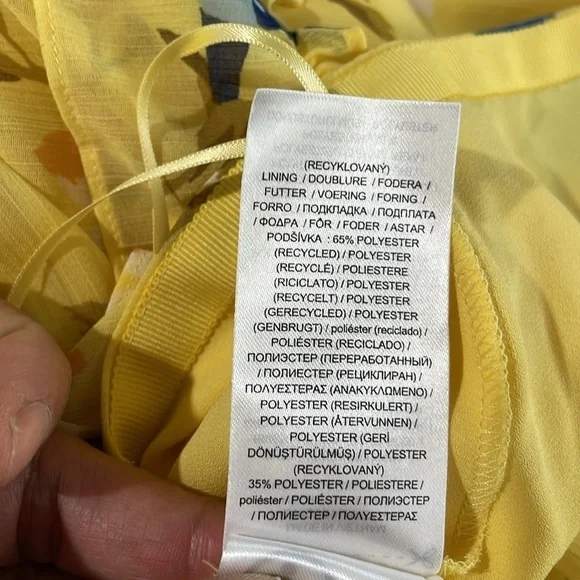 (RECYKLOVANÝ)
LINING / DOUBLURE / FODERA /
FUTTER / VOERING / FORING /
FORRO / ПОДКЛАДКА / ПОДПЛАТА
/ ΦΟΔΡΑ / FÔR / FODER / ASTAR /
PODŠÍVKA : 65% POLYESTER
(RECYCLED) / POLYESTER
(RECYCLÉ) / POLIESTERE
(RICICLATO) / POLYESTER
(RECYCELT) / POLYESTER
(GERECYCLED) / POLYESTER
(GENBRUGT) / poliéster (reciclado) /
POLIÉSTER (RECICLADO) /
ПОЛИЭСТЕР (ПЕРЕРАБОТАННЫЙ)
/ ПОЛИЕСТЕР (РЕЦИКЛИРАН) /
ΠΟΛΥΕΣΤΕΡΑΣ (ΑΝΑΚΥΚΛΩΜΕΝΟ) /
POLYESTER (RESIRKULERT) /
POLYESTER (ÅTERVUNNEN) /
POLYESTER (GERİ
DÖNÜŞTÜRÜLMÜŞ) / POLYESTER
(RECYKLOVANÝ)
35% POLYESTER / POLIESTERE /
poliéster / POLIÉSTER / ПОЛИЭСТЕР
/ ПОЛИЕСТЕР / ΠΟΛΥΕΣΤΕΡΑΣ